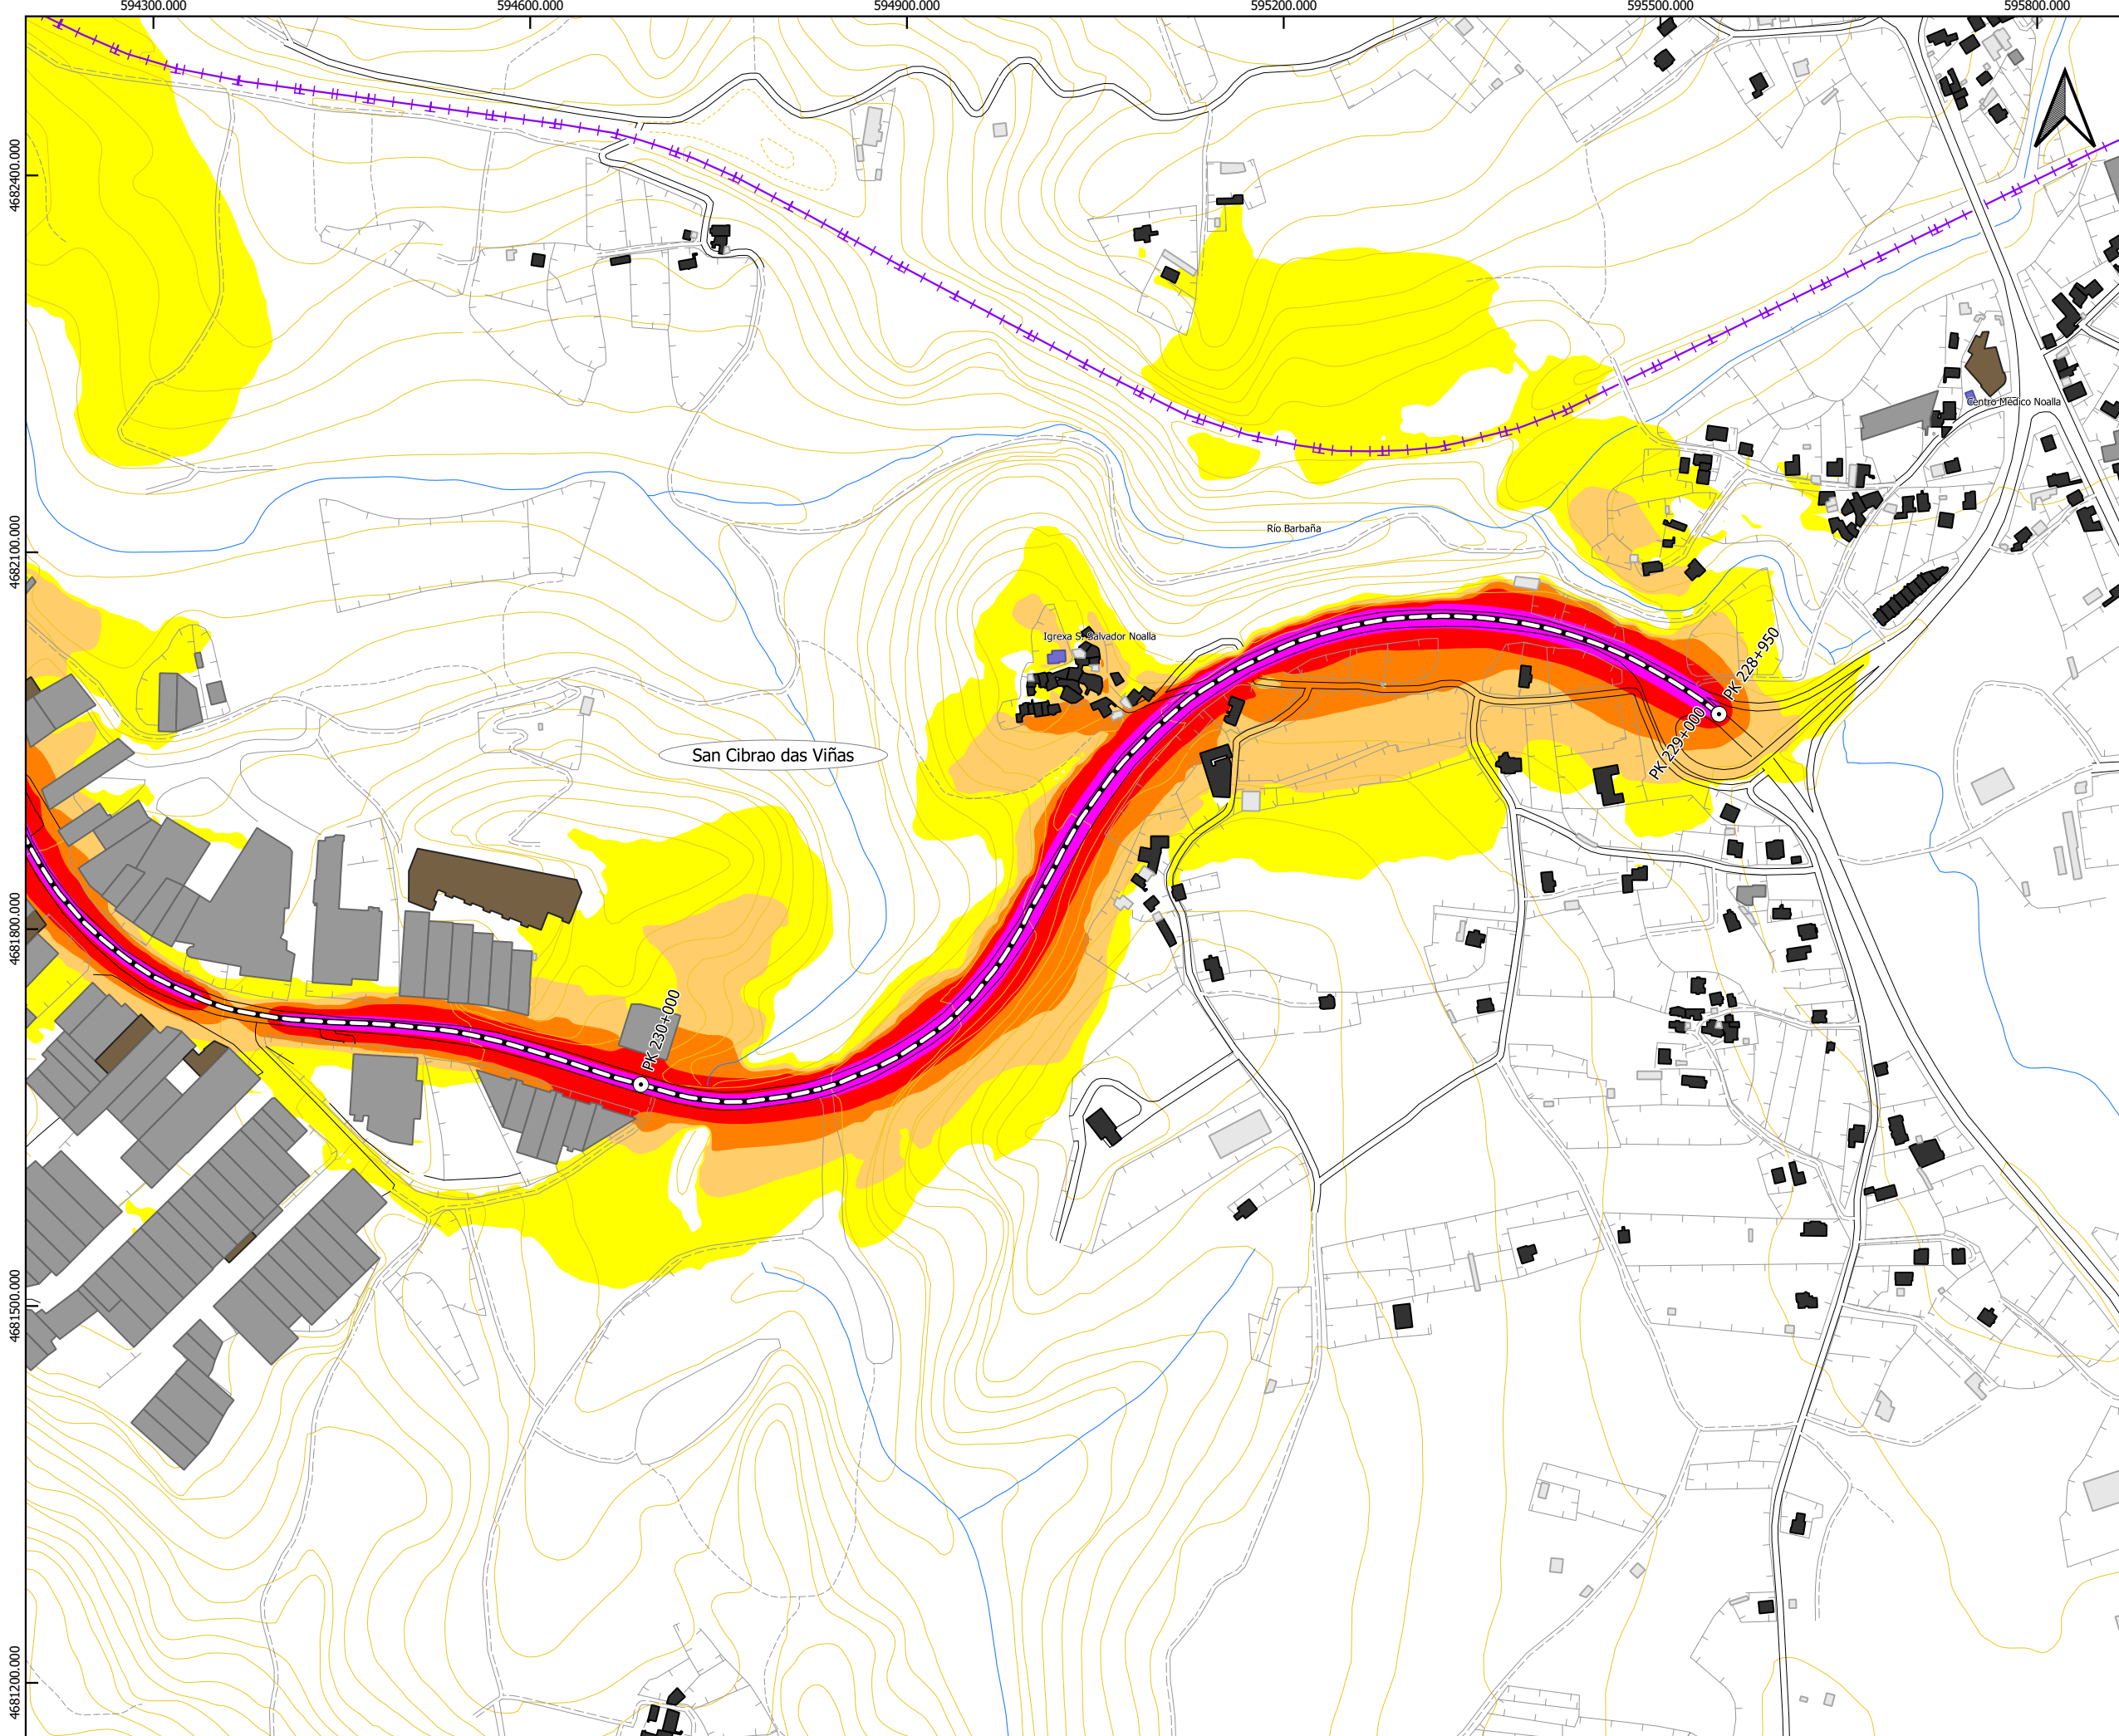 594300.000
594600.000
594900.000
595200.000
595500.000
595800.000
4682400.000
Centro Médico Noalla
4682100.000
Río Barbaña
Igrexa S. Salvador Noalla
PK 228+950
PK 229+000
San Cibrao das Viñas
4681800.000
PK 230+000
4681500.000
4681200.000